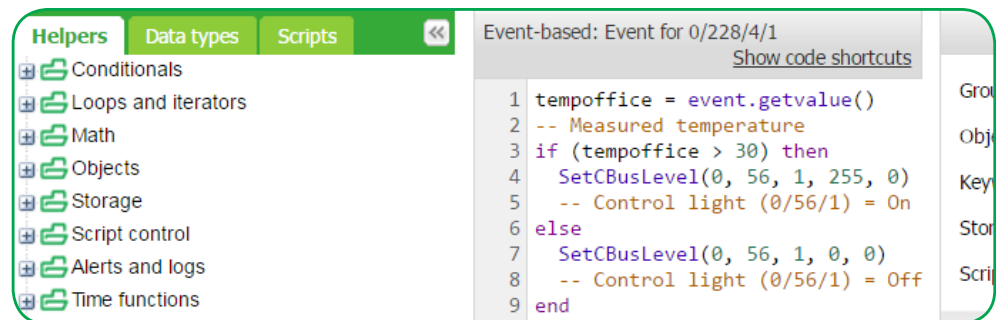 Helpers Data types Scripts
Conditionals
Loops and iterators
Math
Objects
Storage
Script control
Alerts and logs
Time functions
Event-based: Event for 0/228/4/1
Show code shortcuts
1 tempoffice = event.getvalue()
2 -- Measured temperature
3 if (tempoffice > 30) then
4 SetCBusLevel(0, 56, 1, 255, 0)
5 -- Control light (0/56/1) = On
6 else
7 SetCBusLevel(0, 56, 1, 0, 0)
8 -- Control light (0/56/1) = Off
9 end